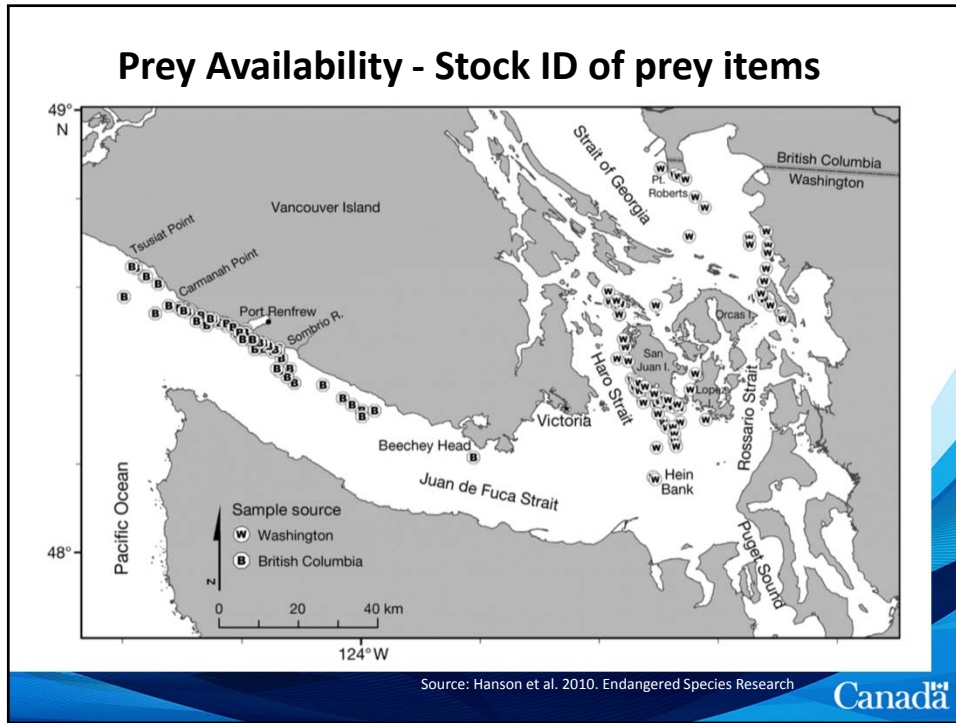 Prey Availability - Stock ID of prey items
49°
N
British Columbia
Washington
Strait of Georgia
Pt.
Roberts
Vancouver Island
Tsusiat Point
Carmanah Point
Port Renfrew
Sombrio R.
Orcas I.
San
Juan I.
Lopez
I.
Haro Strait
Rossario Strait
Victoria
Beechey Head
Juan de Fuca Strait
Hein
Bank
Puget Sound
Pacific Ocean
48°
Sample source
W Washington
B British Columbia
N
0 20 40 km
124°W
Source: Hanson et al. 2010. Endangered Species Research
Canada